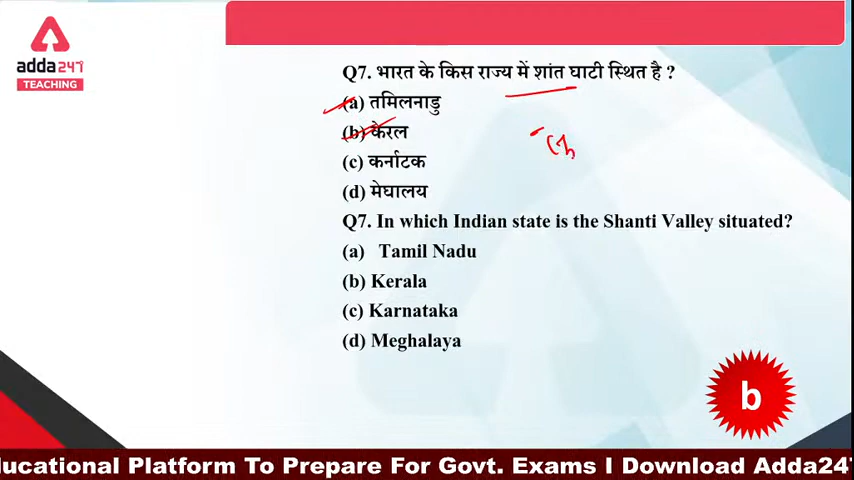 adda247
TEACHING
Q7. भारत के किस राज्य में शांत घाटी स्थित है ?
(a) तमिलनाडु
(b) केरल
(c) कर्नाटक
(d) मेघालय
Q7. In which Indian state is the Shanti Valley situated?
(a) Tamil Nadu
(b) Kerala
(c) Karnataka
(d) Meghalaya
b
ducational Platform To Prepare For Govt. Exams I Download Adda247